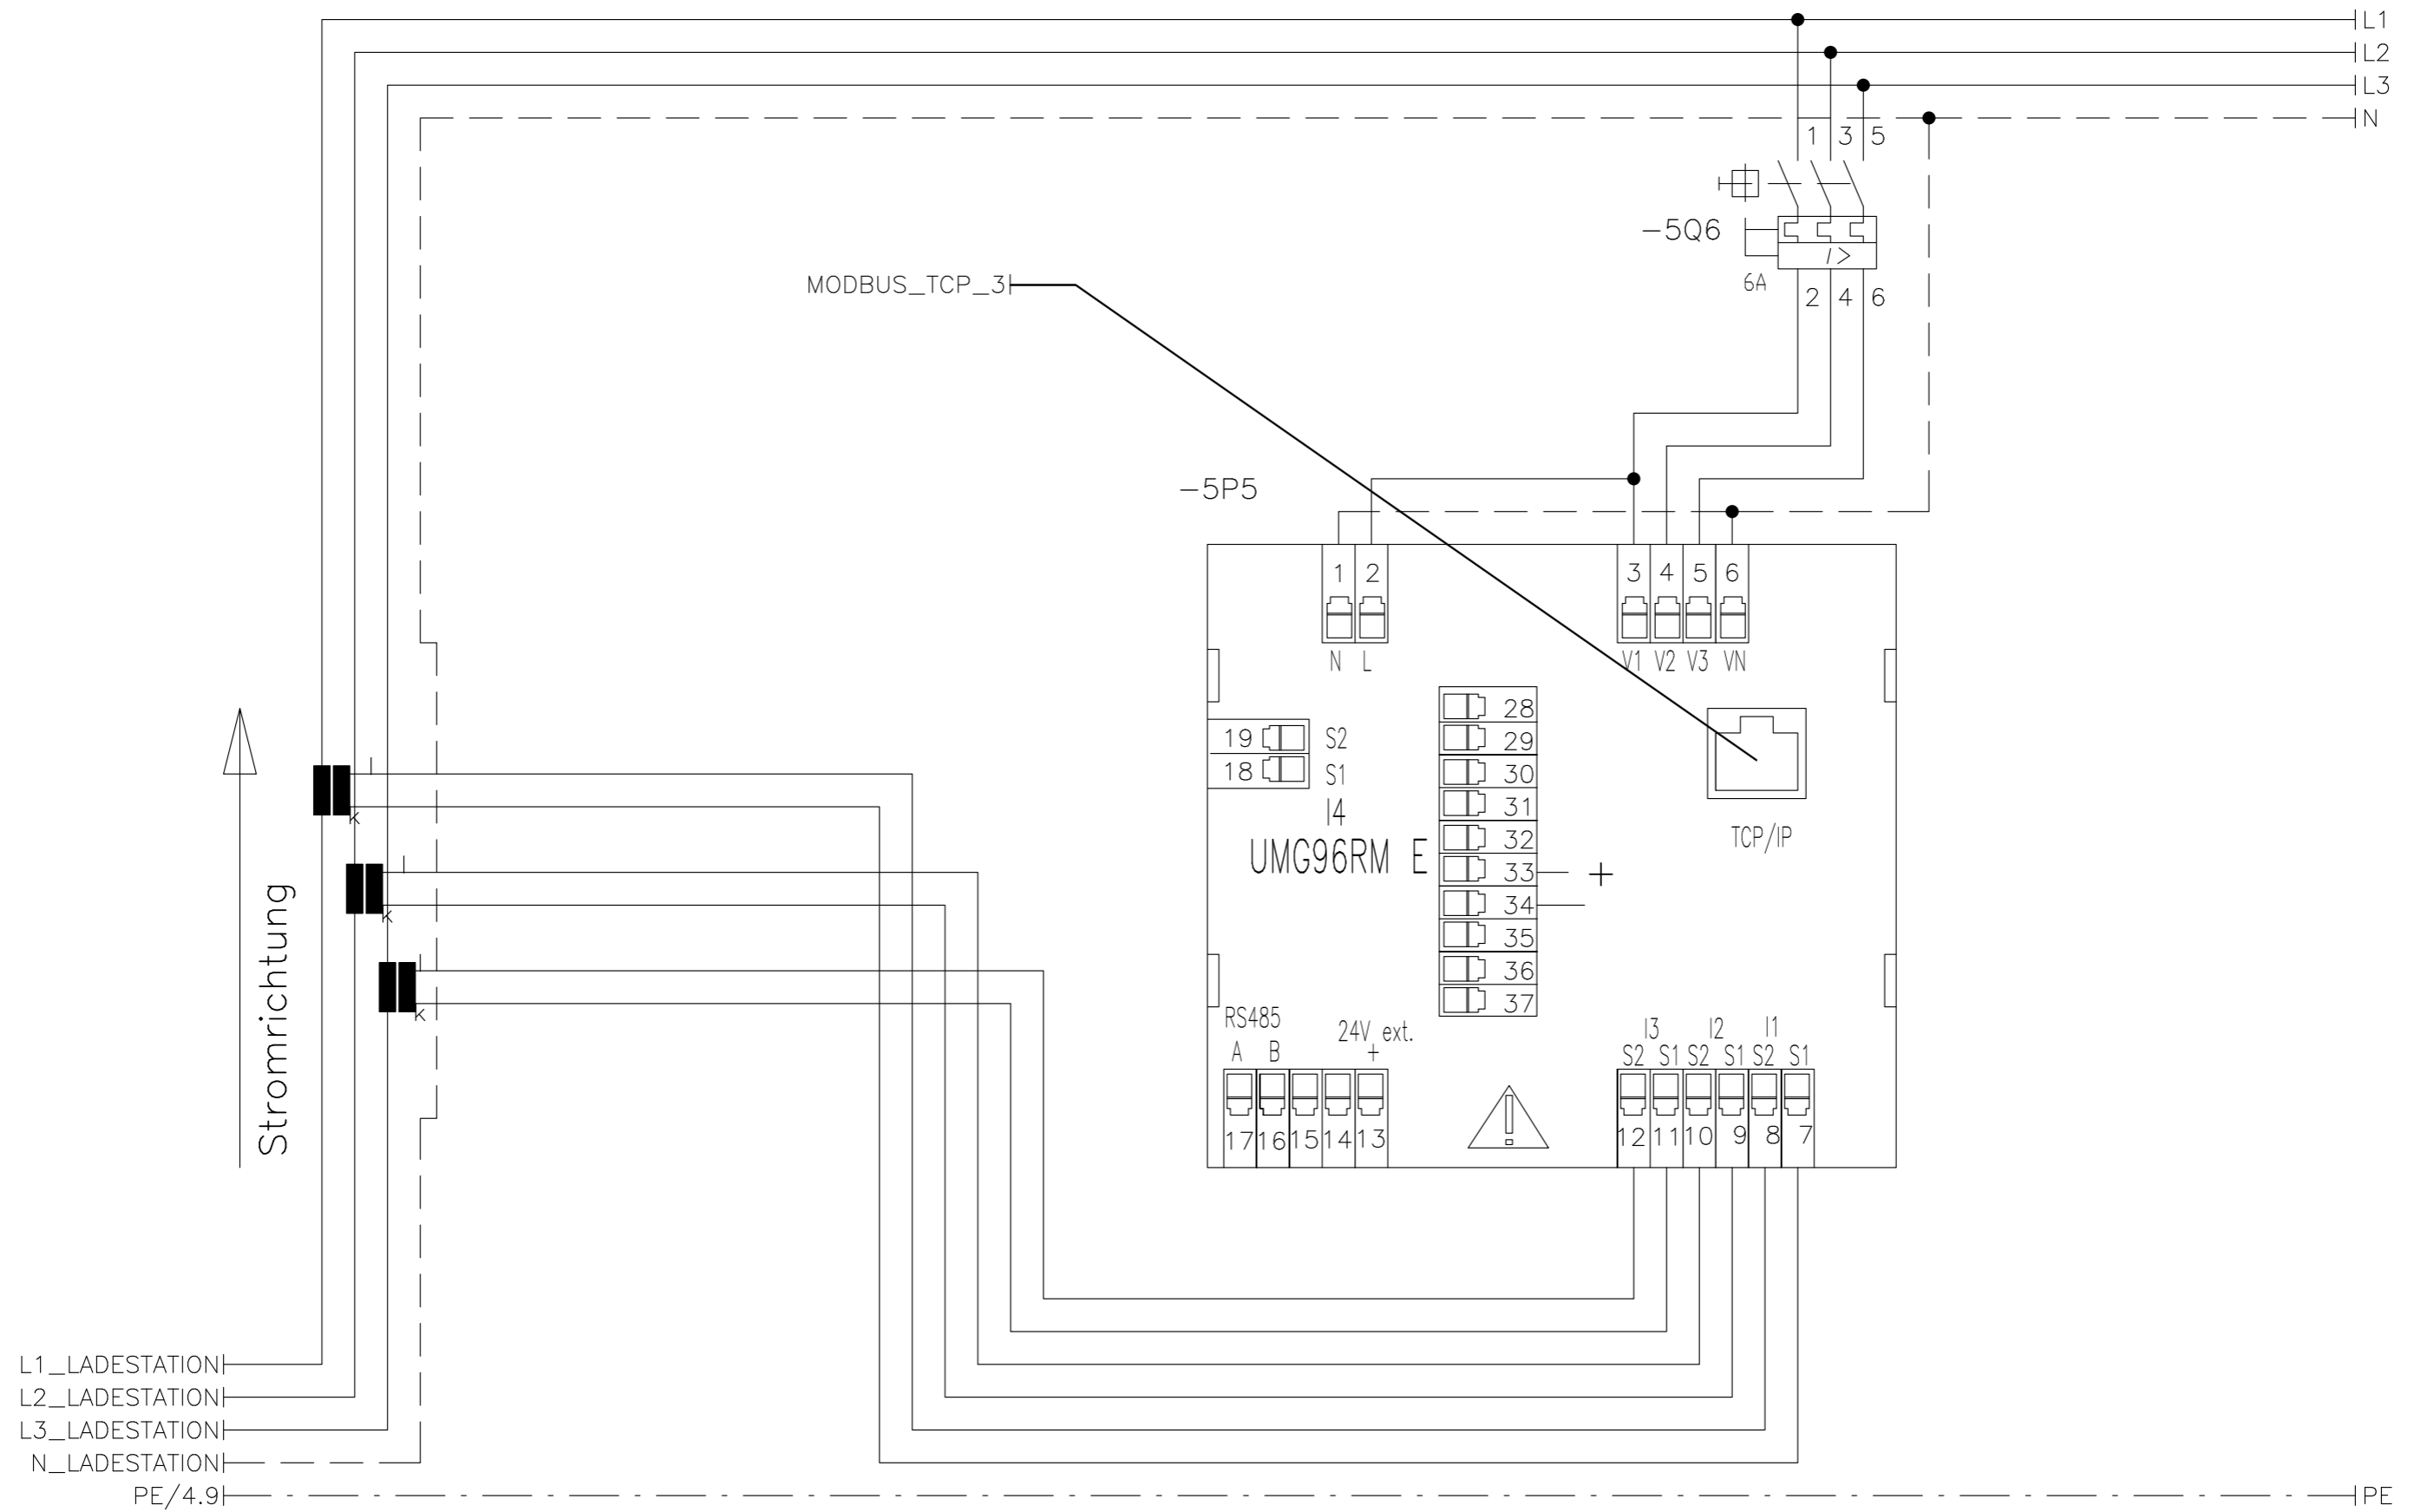 L1
L2
L3
N
1 3 5
-5Q6
I>
6A
2 4 6
MODBUS_TCP_3
-5P5
1 2 3 4 5 6
N L V1 V2 V3 VN
28
19 S2 29
18 S1 30
I4 31
UMG96RM E 32
33 +
34
35
36
37
TCP/IP
l
K
l
K
l
K
Stromrichtung
RS485 24V ext. I3 I2 I1
A B + S2 S1 S2 S1 S2 S1
17 16 15 14 13 ! 12 11 10 9 8 7
L1_LADESTATION
L2_LADESTATION
L3_LADESTATION
N_LADESTATION
PE/4.9 PE